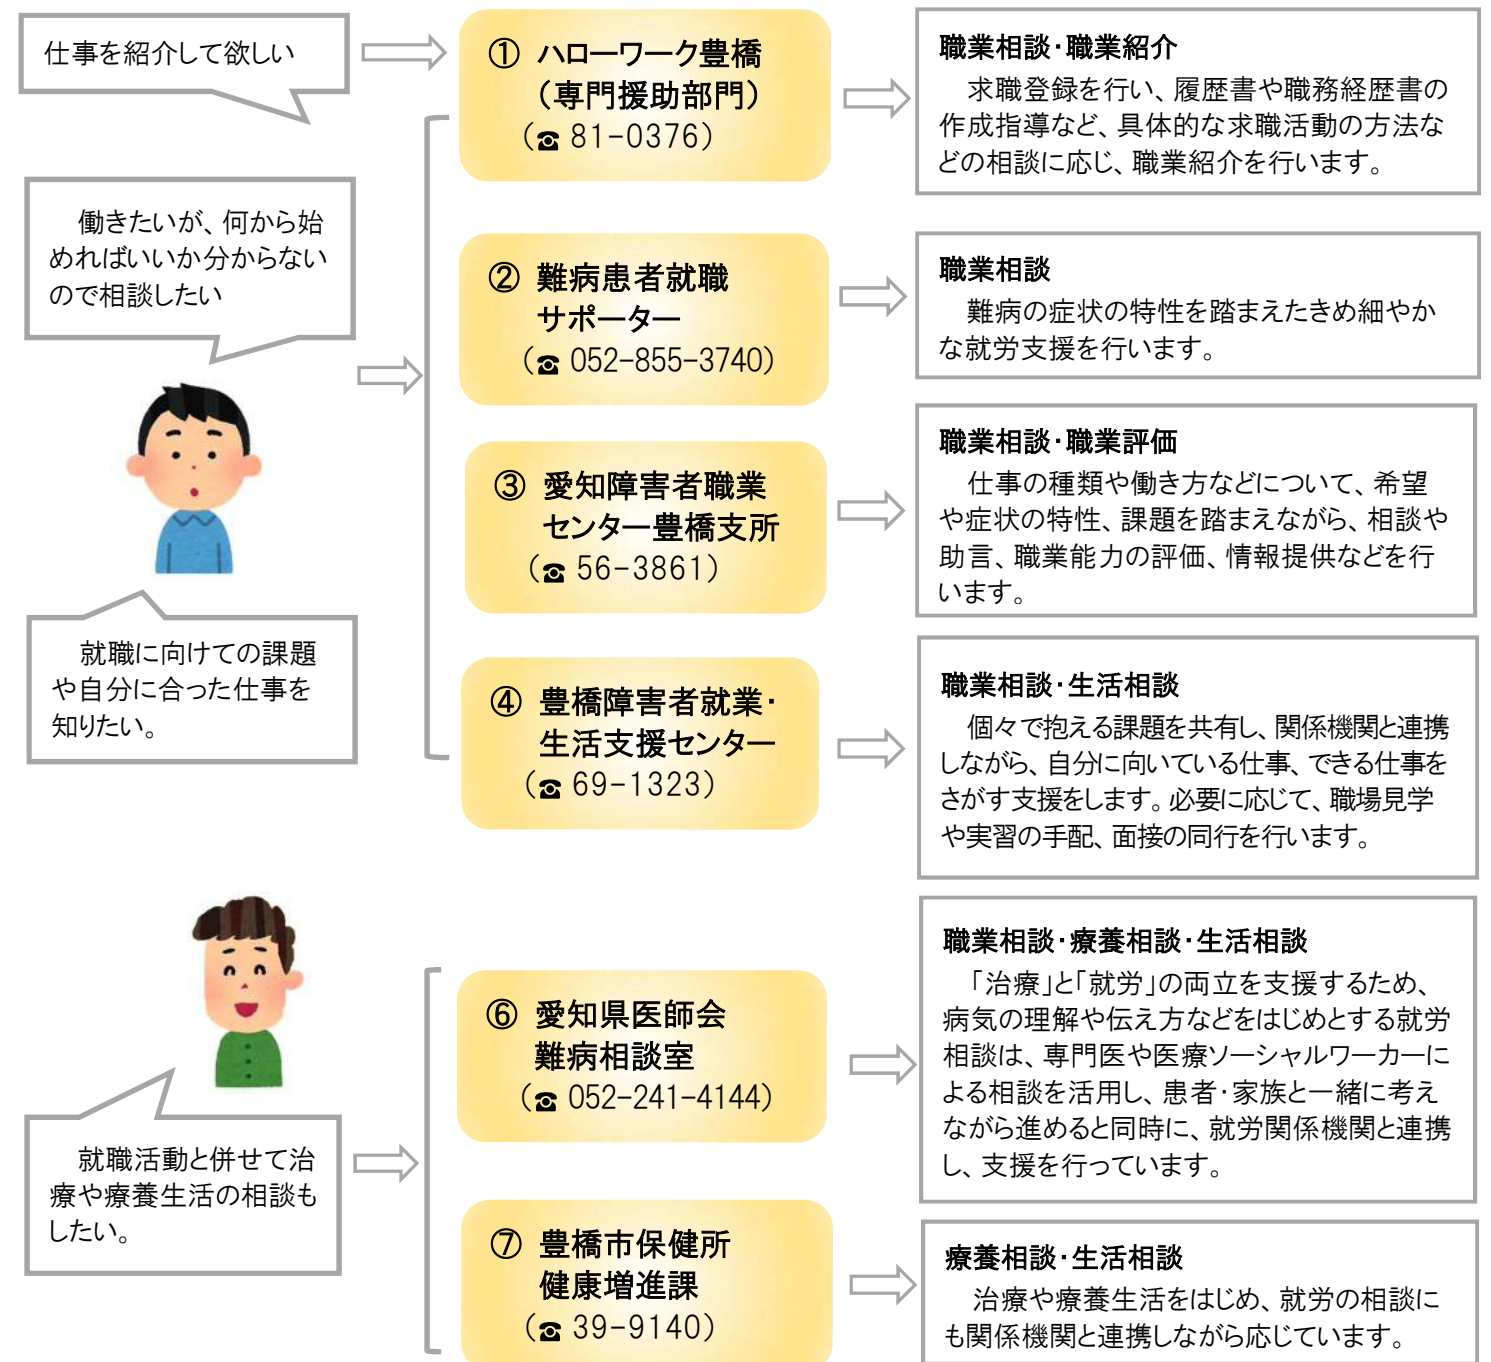 仕事を紹介して欲しい
① ハローワーク豊橋
（専門援助部門）
（☎ 81-0376）
職業相談・職業紹介
求職登録を行い、履歴書や職務経歴書の
作成指導など、具体的な求職活動の方法な
どの相談に応じ、職業紹介を行います。
働きたいが、何から始
めればいいか分からない
ので相談したい
② 難病患者就職
サポーター
（☎ 052-855-3740）
職業相談
難病の症状の特性を踏まえたきめ細やか
な就労支援を行います。
③ 愛知障害者職業
センター豊橋支所
（☎ 56-3861）
職業相談・職業評価
仕事の種類や働き方などについて、希望
や症状の特性、課題を踏まえながら、相談や
助言、職業能力の評価、情報提供などを行
います。
就職に向けての課題
や自分に合った仕事を
知りたい。
④ 豊橋障害者就業・
生活支援センター
（☎ 69-1323）
職業相談・生活相談
個々で抱える課題を共有し、関係機関と連携
しながら、自分に向いている仕事、できる仕事を
さがす支援をします。必要に応じて、職場見学
や実習の手配、面接の同行を行います。
⑥ 愛知県医師会
難病相談室
（☎ 052-241-4144）
職業相談・療養相談・生活相談
「治療」と「就労」の両立を支援するため、
病気の理解や伝え方などをはじめとする就労
相談は、専門医や医療ソーシャルワーカーに
よる相談を活用し、患者・家族と一緒に考え
ながら進めると同時に、就労関係機関と連携
し、支援を行っています。
就職活動と併せて治
療や療養生活の相談も
したい。
⑦ 豊橋市保健所
健康増進課
（☎ 39-9140）
療養相談・生活相談
治療や療養生活をはじめ、就労の相談に
も関係機関と連携しながら応じています。